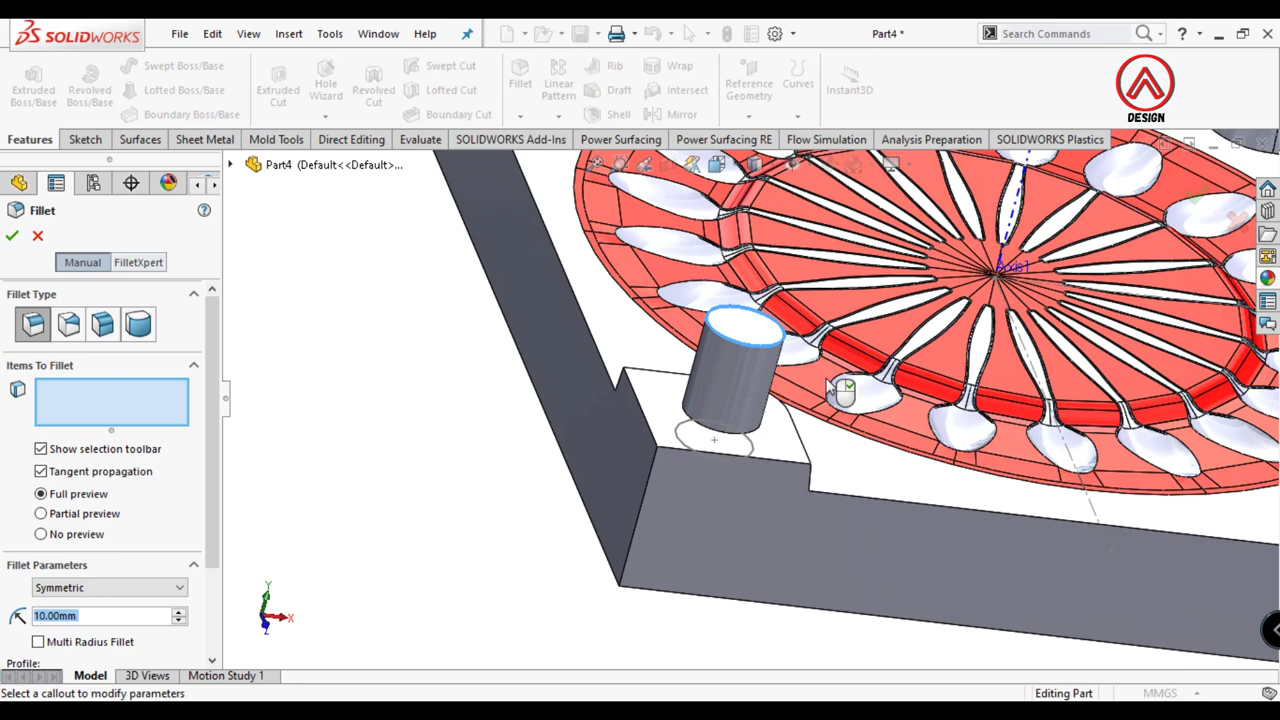 SOLIDWORKS File Edit View Insert Tools Window Help Part4 * Search Commands ?
DESIGN
Extruded Boss/Base
Revolved Boss/Base
Swept Boss/Base
Lofted Boss/Base
Boundary Boss/Base
Extruded Cut
Hole Wizard
Revolved Cut
Swept Cut
Lofted Cut
Boundary Cut
Fillet
Linear Pattern
Rib
Draft
Shell
Wrap
Intersect
Mirror
Reference Geometry
Curves
Instant3D
Features Sketch Surfaces Sheet Metal Mold Tools Direct Editing Evaluate SOLIDWORKS Add-Ins Power Surfacing Power Surfacing RE Flow Simulation Analysis Preparation SOLIDWORKS Plastics
Part4 (Default<<Default>...
Fillet
Manual FilletXpert
Fillet Type
Items To Fillet
Show selection toolbar
Tangent propagation
Full preview
Partial preview
No preview
Fillet Parameters
Symmetric
10.00mm
Multi Radius Fillet
Profile:
Axis1
Y
X
Z
Model 3D Views Motion Study 1
Select a callout to modify parameters Editing Part MMGS